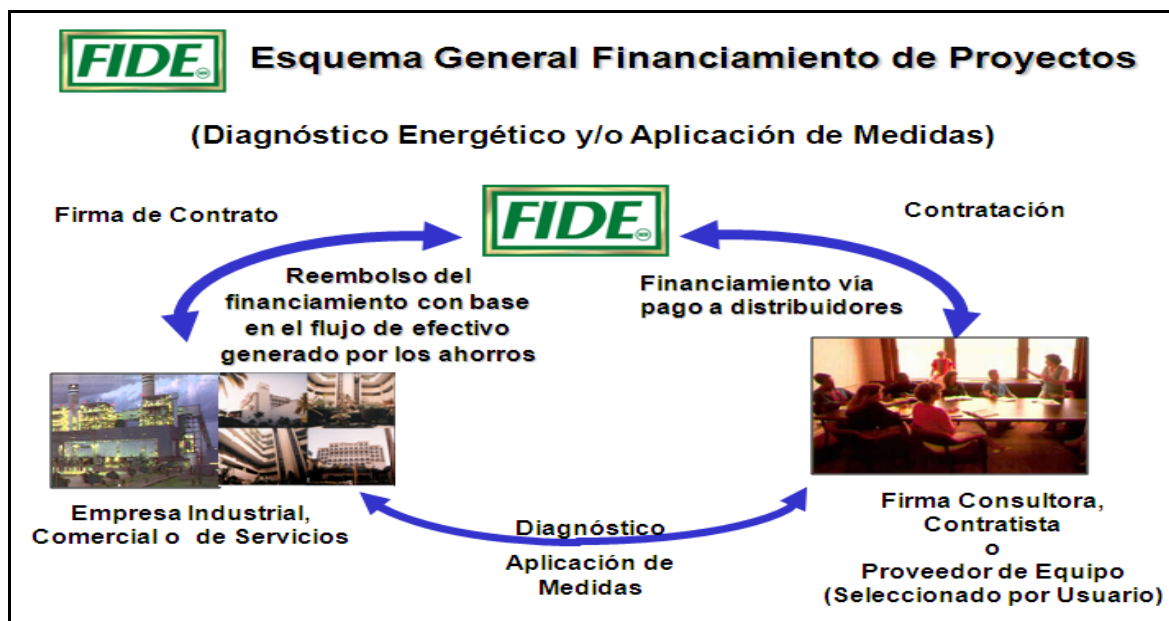 FIDE
Esquema General Financiamiento de Proyectos
(Diagnóstico Energético y/o Aplicación de Medidas)
Firma de Contrato
FIDE
Contratación
Reembolso del
financiamiento con base
en el flujo de efectivo
generado por los ahorros
Financiamiento vía
pago a distribuidores
Empresa Industrial,
Comercial o de Servicios
Diagnóstico
Aplicación de
Medidas
Firma Consultora,
Contratista
o
Proveedor de Equipo
(Seleccionado por Usuario)